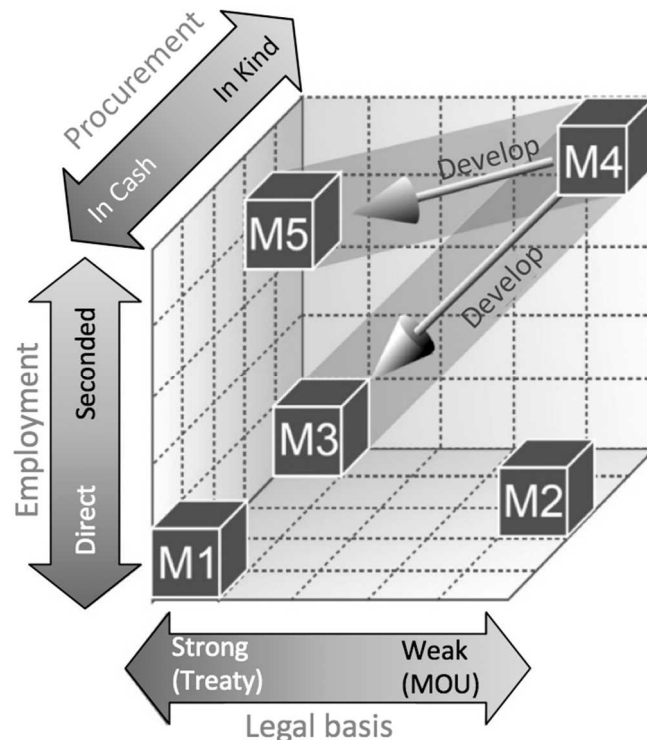 Procurement
In Kind
In Cash
Develop
M4
M5
Develop
Seconded
Employment
M3
M2
Direct
M1
Strong
(Treaty)
Weak
(MOU)
Legal basis